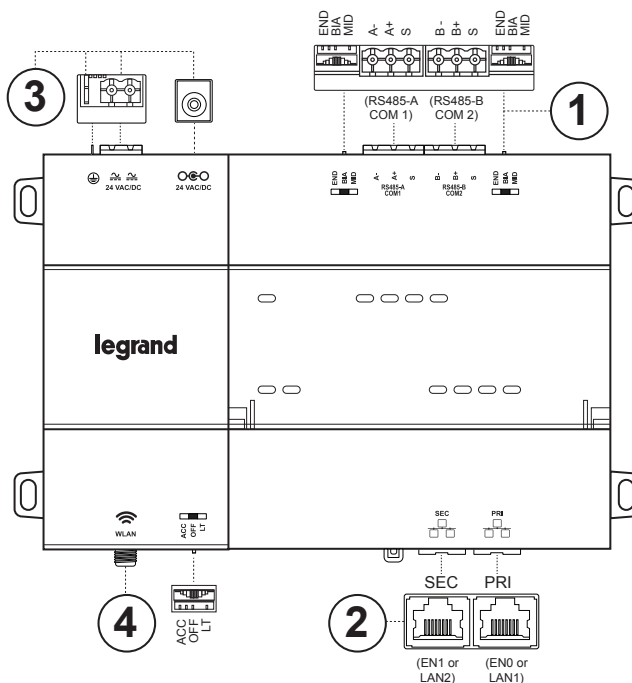 END
BIA
MID
A-
A+
S
B -
B+
S
END
BIA
MID
3
(RS485-A
COM 1)
(RS485-B
COM 2)
1
24 VAC/DC
24 VAC/DC
END
BIA
MID
A-
A+
S
RS485-A
COM1
B-
B+
S
RS485-B
COM2
END
BIA
MID
legrand
WLAN
ACC
OFF
LT
SEC
PRI
4
ACC
OFF
LT
SEC
PRI
2
(EN1 or
LAN2)
(EN0 or
LAN1)